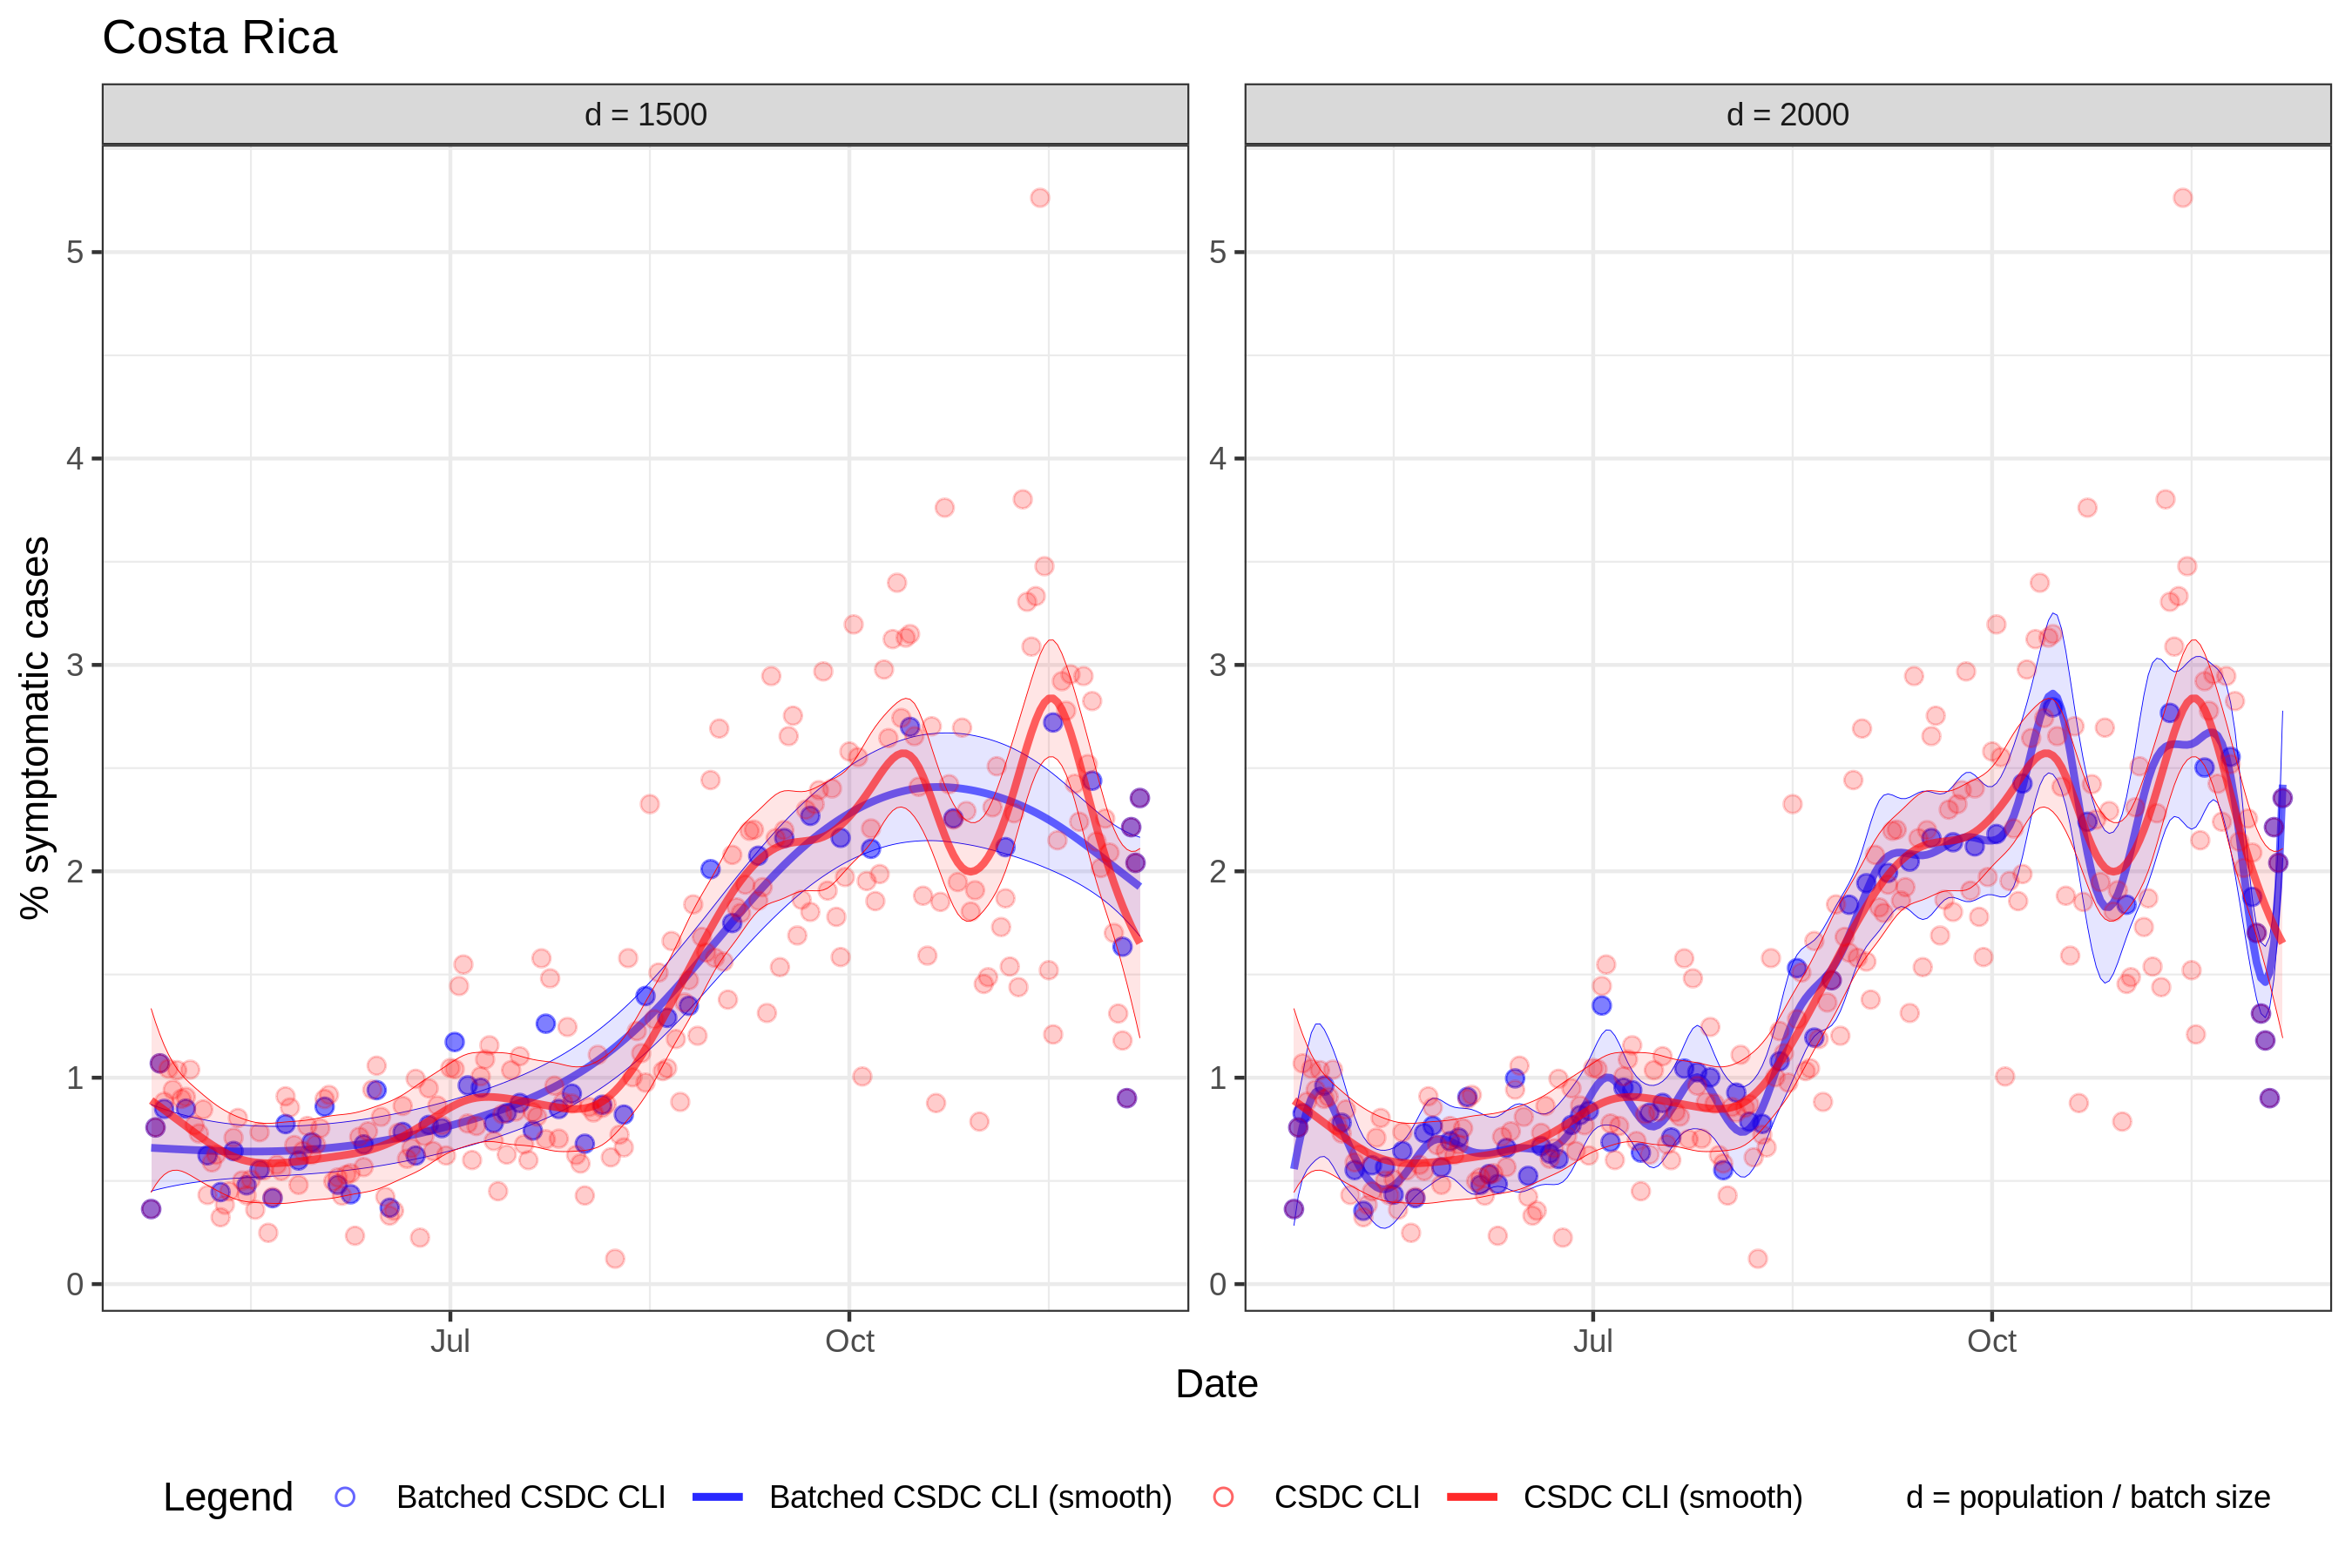 Costa Rica
d = 1500
d = 2000
% symptomatic cases
5
4
3
2
1
0
5
4
3
2
1
0
Jul
Oct
Jul
Oct
Date
Legend
Batched CSDC CLI
Batched CSDC CLI (smooth)
CSDC CLI
CSDC CLI (smooth)
d = population / batch size